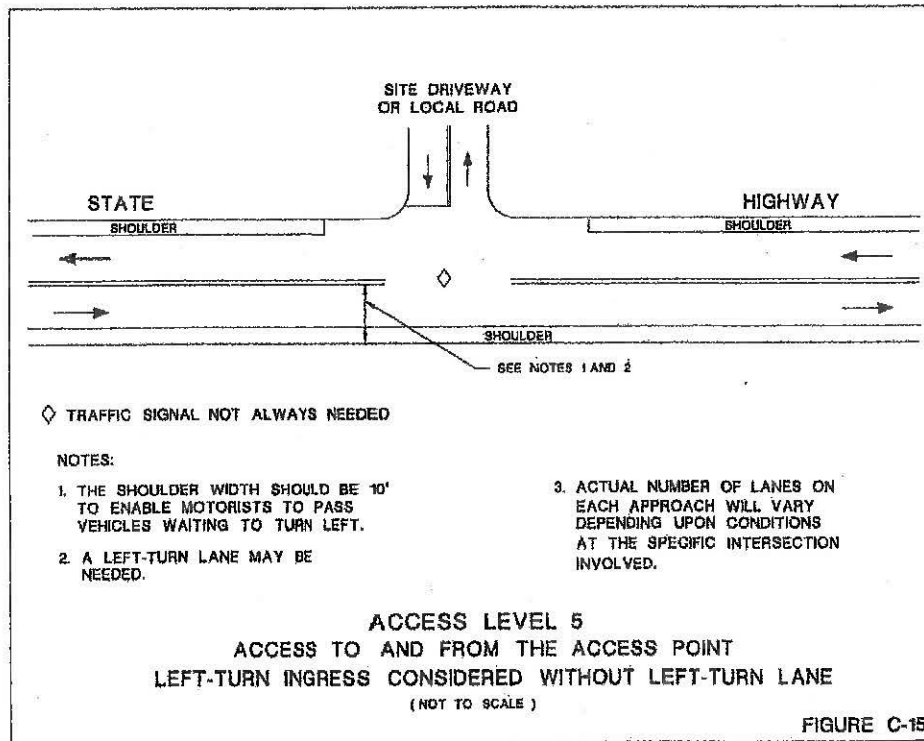 SITE DRIVEWAY
OR LOCAL ROAD
STATE
HIGHWAY
SHOULDER
SHOULDER
SHOULDER
SEE NOTES 1 AND 2
◊ TRAFFIC SIGNAL NOT ALWAYS NEEDED
NOTES:
1. THE SHOULDER WIDTH SHOULD BE 10'
TO ENABLE MOTORISTS TO PASS
VEHICLES WAITING TO TURN LEFT.
2. A LEFT-TURN LANE MAY BE
NEEDED.
3. ACTUAL NUMBER OF LANES ON
EACH APPROACH WILL VARY
DEPENDING UPON CONDITIONS
AT THE SPECIFIC INTERSECTION
INVOLVED.
ACCESS LEVEL 5
ACCESS TO AND FROM THE ACCESS POINT
LEFT-TURN INGRESS CONSIDERED WITHOUT LEFT-TURN LANE
( NOT TO SCALE )
FIGURE C-15